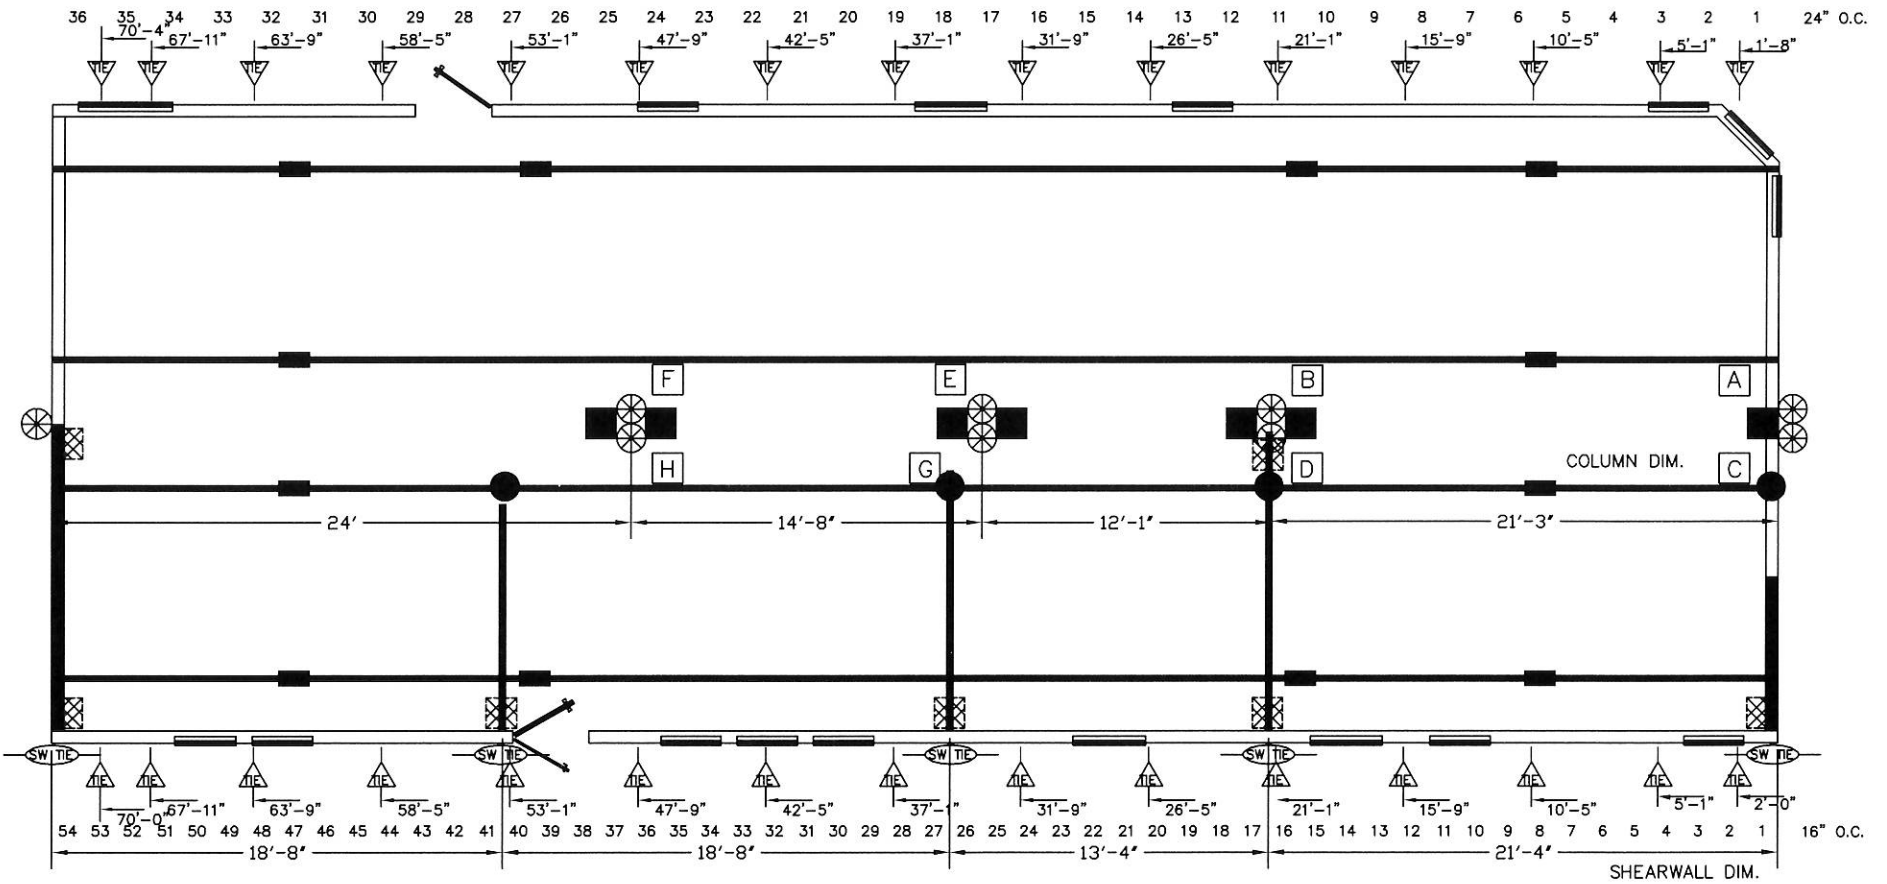 36 35 34 33 32 31 30 29 28 27 26 25 24 23 22 21 20 19 18 17 16 15 14 13 12 11 10 9 8 7 6 5 4 3 2 1 24" O.C.
70'-4" 67'-11" 63'-9" 58'-5" 53'-1" 47'-9" 42'-5" 37'-1" 31'-9" 26'-5" 21'-1" 15'-9" 10'-5" 5'-1" 1'-8"
TIE TIE TIE TIE TIE TIE TIE TIE TIE TIE TIE TIE TIE TIE TIE
F E B A
H G D COLUMN DIM. C
24' 14'-8" 12'-1" 21'-3"
SW TIE SW TIE SW TIE SW TIE SW TIE
TIE TIE TIE TIE TIE TIE TIE TIE TIE TIE TIE TIE TIE TIE TIE
70'-0" 67'-11" 63'-9" 58'-5" 53'-1" 47'-9" 42'-5" 37'-1" 31'-9" 26'-5" 21'-1" 15'-9" 10'-5" 5'-1" 2'-0"
54 53 52 51 50 49 48 47 46 45 44 43 42 41 40 39 38 37 36 35 34 33 32 31 30 29 28 27 26 25 24 23 22 21 20 19 18 17 16 15 14 13 12 11 10 9 8 7 6 5 4 3 2 1 16" O.C.
18'-8" 18'-8" 13'-4" 21'-4"
SHEARWALL DIM.